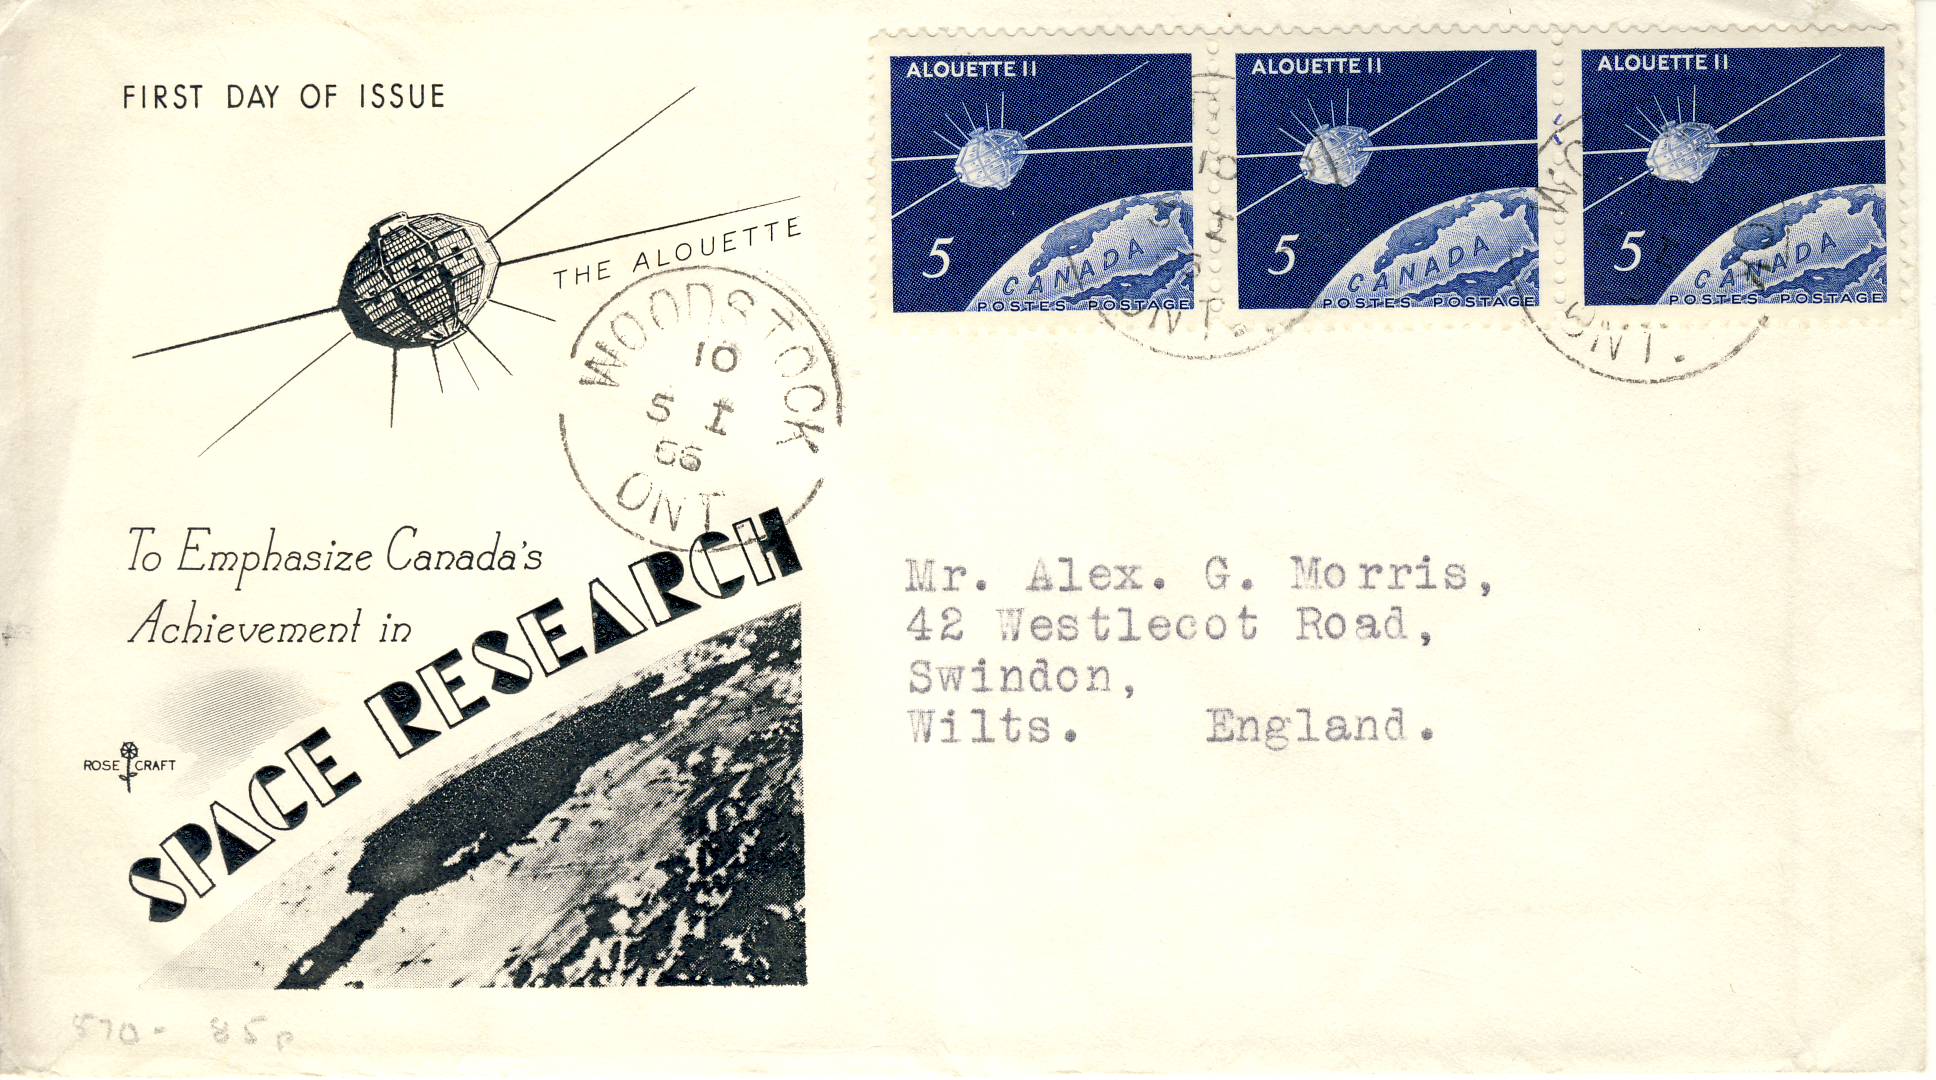 FIRST DAY OF ISSUE
THE ALOUETTE
ALOUETTE II
5
CANADA
POSTES POSTAGE
ALOUETTE II
5
CANADA
POSTES POSTAGE
ALOUETTE II
5
CANADA
POSTES POSTAGE
WOODSTOCK
10
5 I
66
ONT
ONT.
ONT.
To Emphasize Canada's
Achievement in
SPACE RESEARCH
ROSE CRAFT
Mr. Alex. G. Morris,
42 Westlecot Road,
Swindon,
Wilts. England.
570- 85p